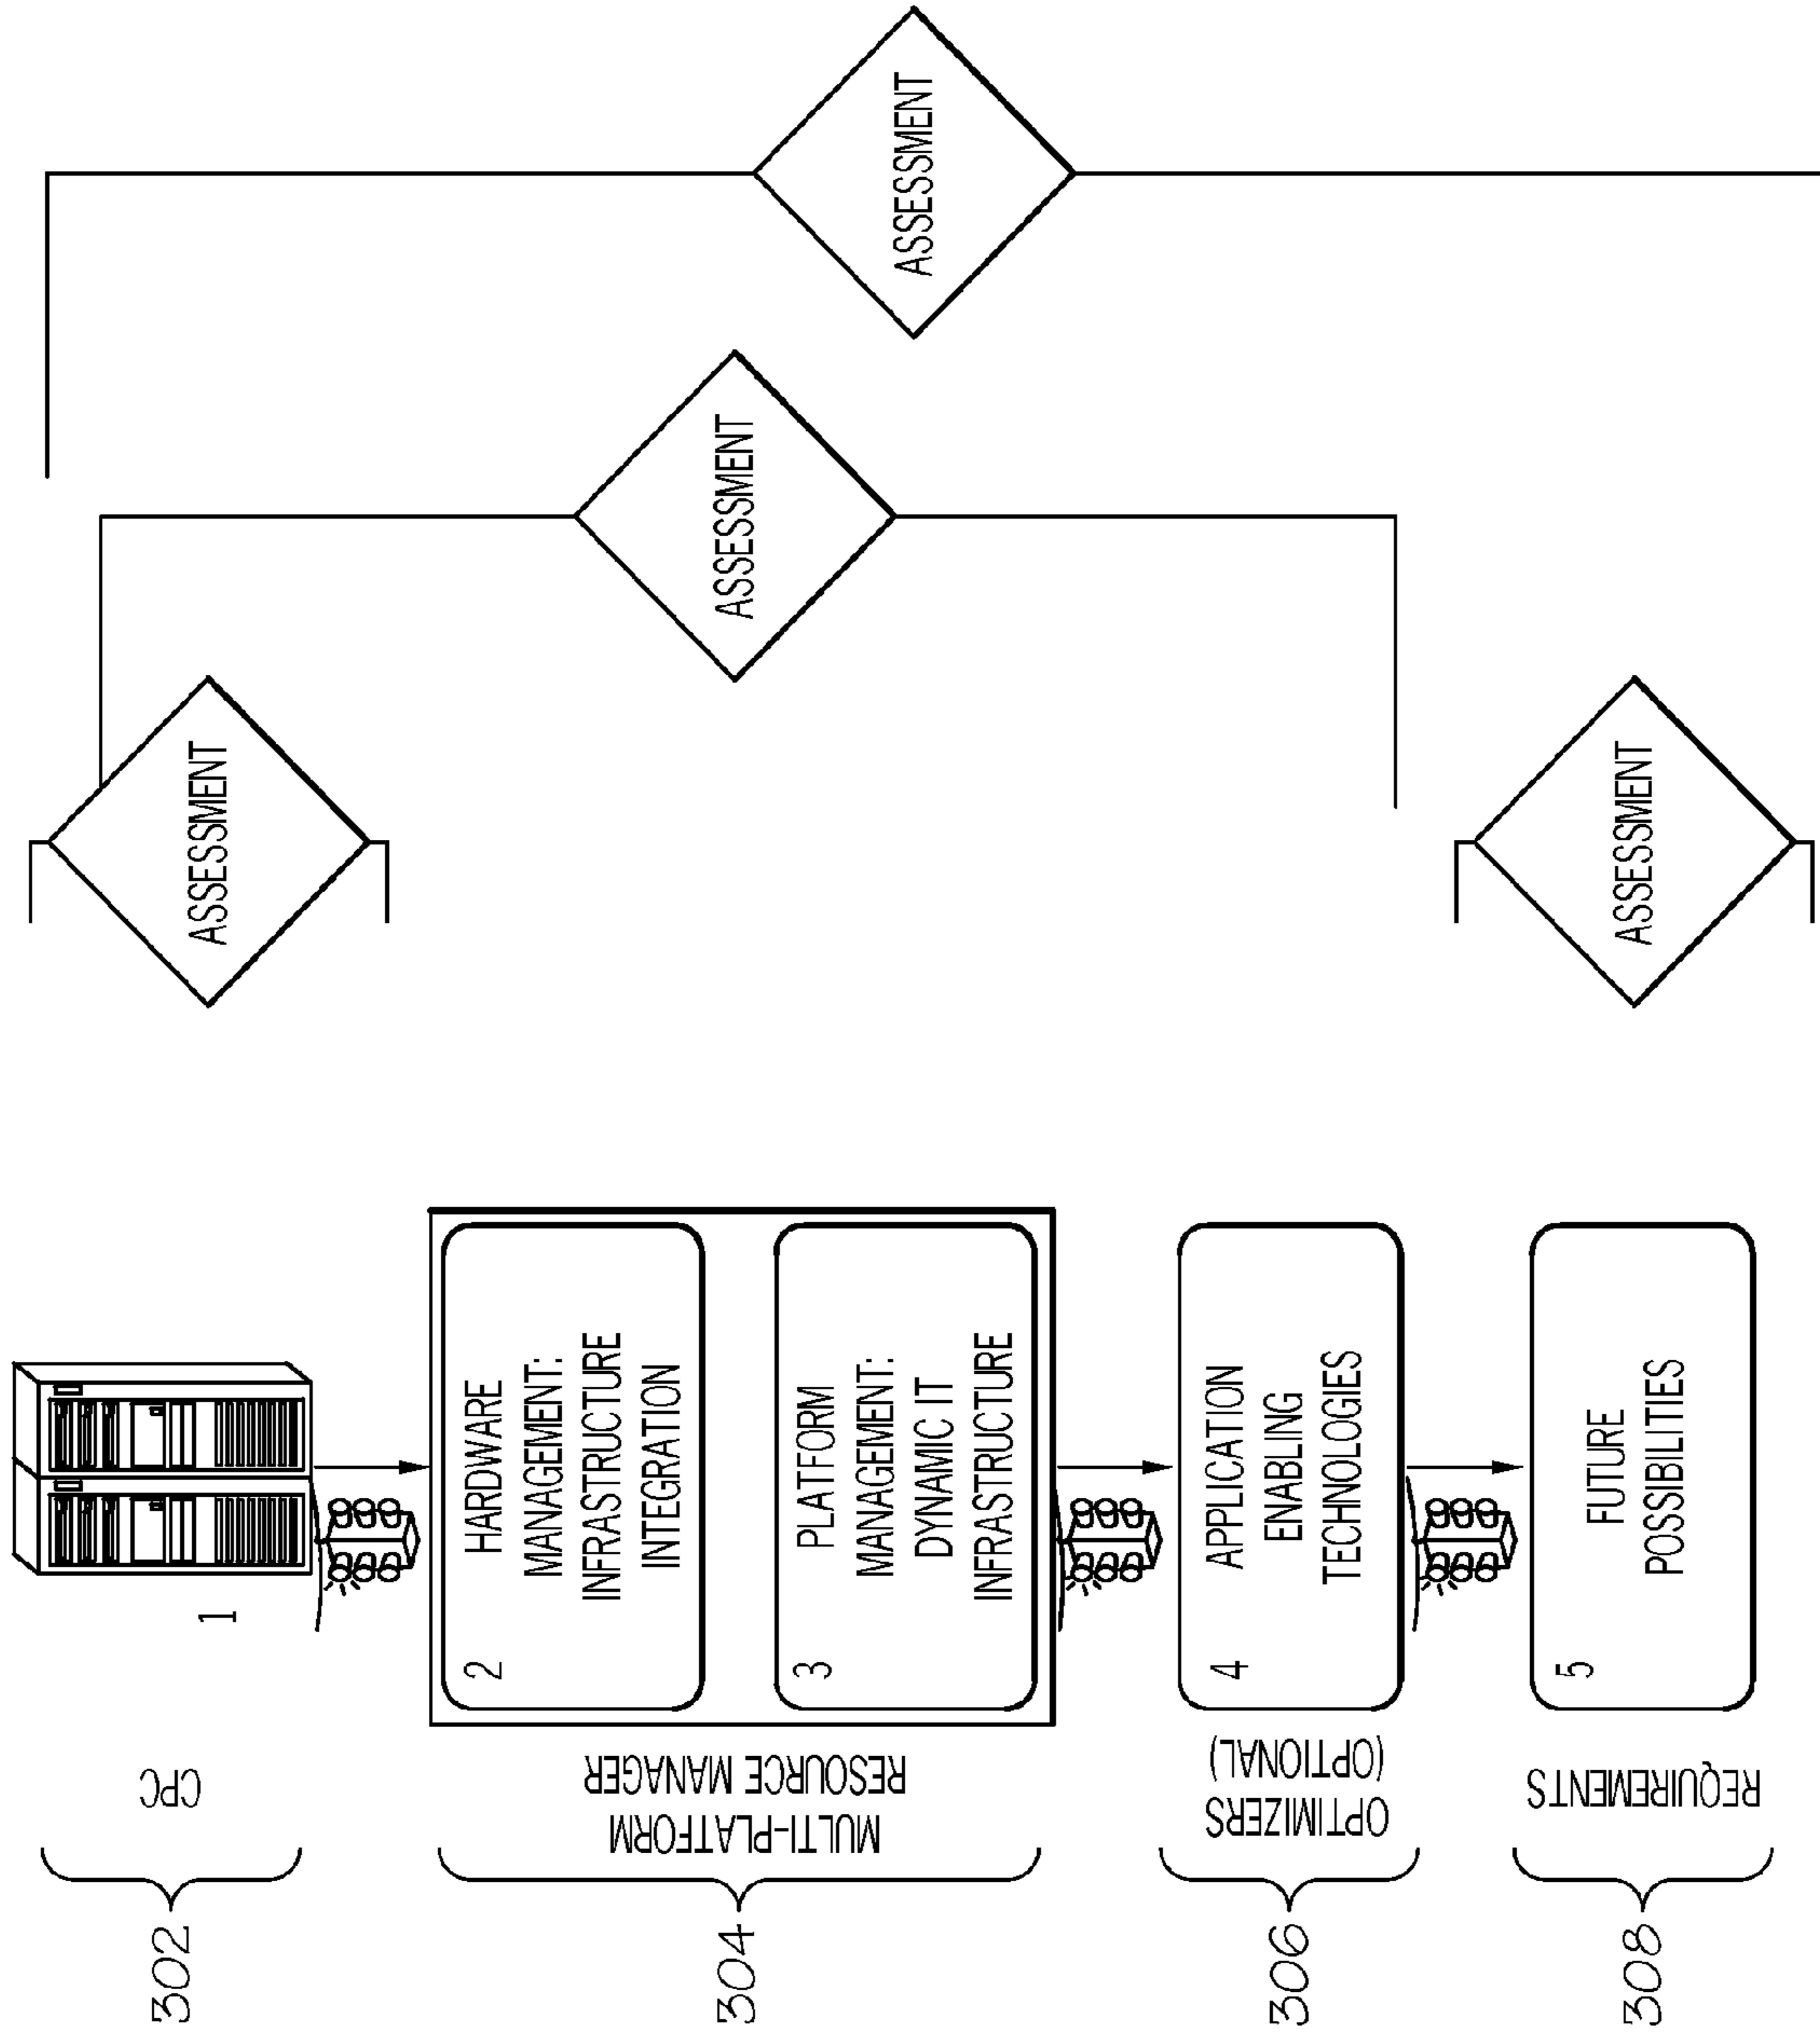 302
CPC
1
304
MULTI-PLATFORM
RESOURCE MANAGER
2
HARDWARE
MANAGEMENT:
INFRASTRUCTURE
INTEGRATION
3
PLATFORM
MANAGEMENT:
DYNAMIC IT
INFRASTRUCTURE
306
OPTIMIZERS
(OPTIONAL)
4
APPLICATION
ENABLING
TECHNOLOGIES
308
REQUIREMENTS
5
FUTURE
POSSIBILITIES
ASSESSMENT
ASSESSMENT
ASSESSMENT
ASSESSMENT